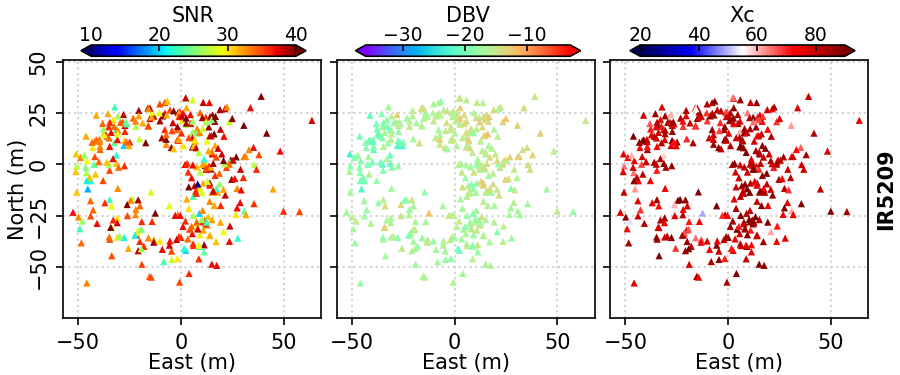 SNR DBV Xc
10 20 30 40 −30 −20 −10 20 40 60 80
50
25
0
−25
−50
North (m)
IR5209
−50 0 50 −50 0 50 −50 0 50
East (m) East (m) East (m)